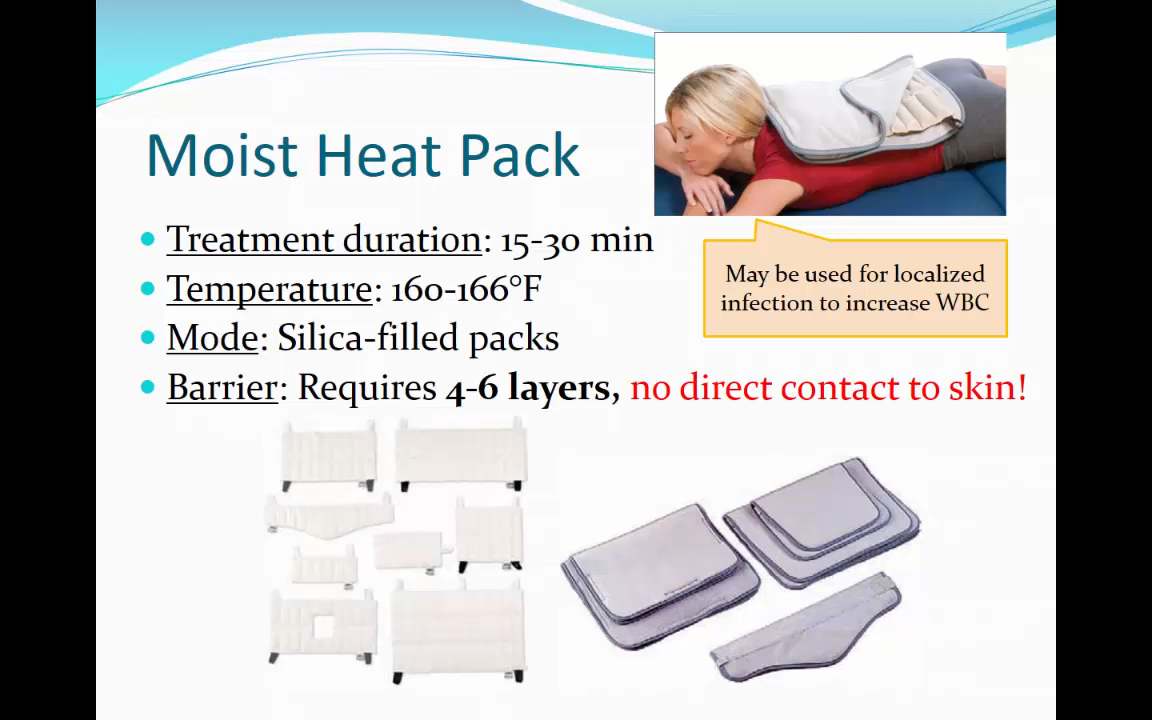 Moist Heat Pack
Treatment duration: 15-30 min
Temperature: 160-166°F
Mode: Silica-filled packs
Barrier: Requires 4-6 layers, no direct contact to skin!
May be used for localized
infection to increase WBC